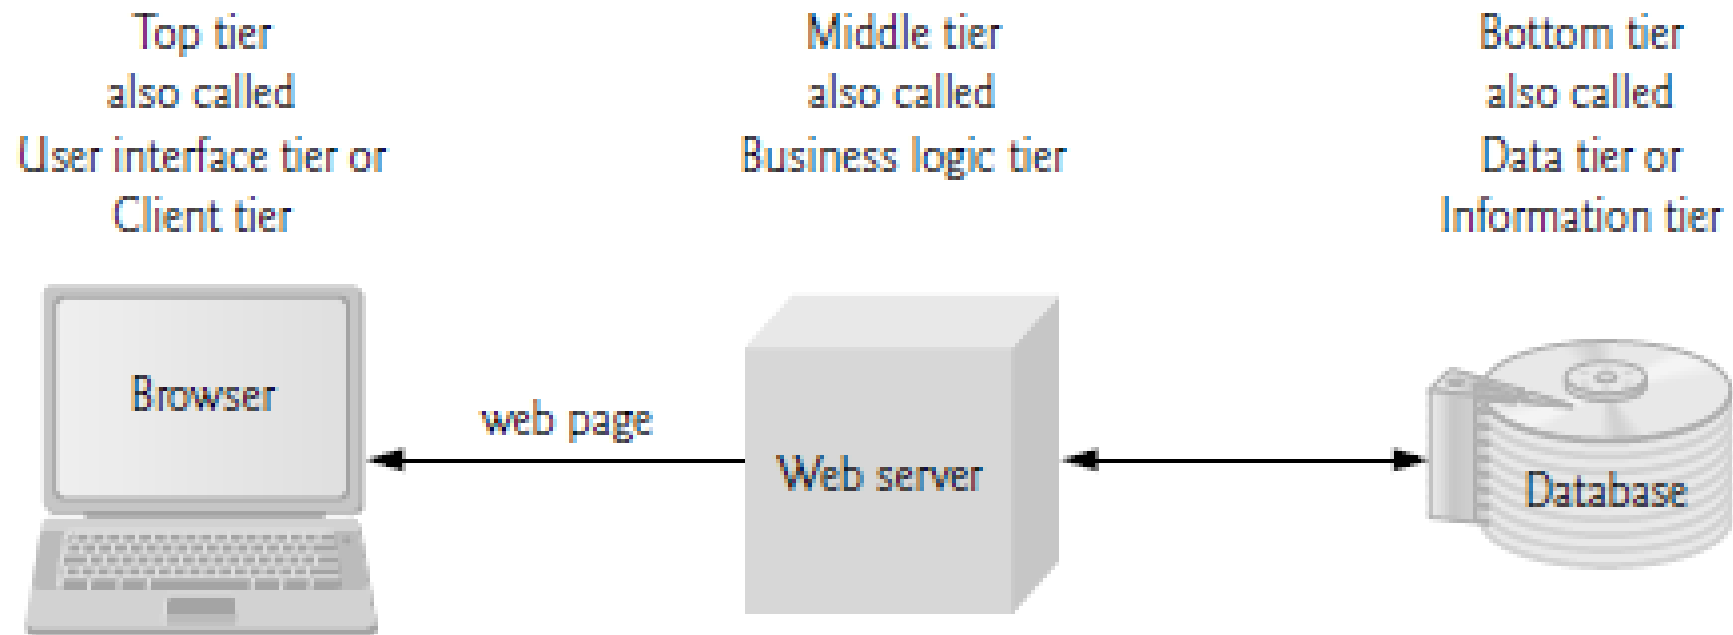 Top tier
also called
User interface tier or
Client tier
Middle tier
also called
Business logic tier
Bottom tier
also called
Data tier or
Information tier
Browser
web page
Web server
Database